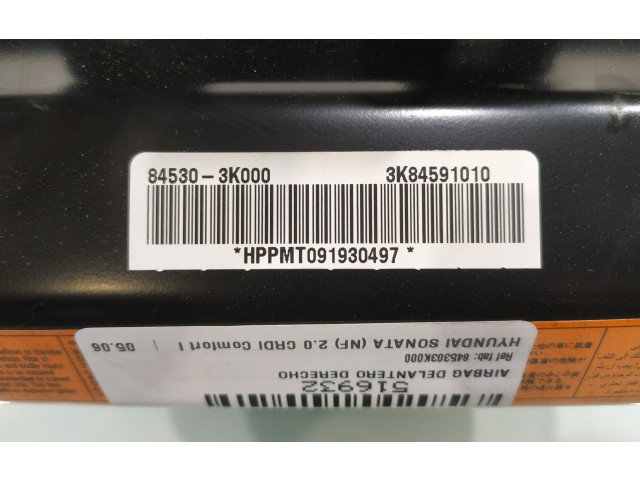 84530-3K000 3K84591010
*HPPMT091930497*
516932
AIRBAG DELANTERO DERECHO
Ref fab: 845303K000
HYUNDAI SONATA (NF) 2.0 CRDI Comfort I 05.06